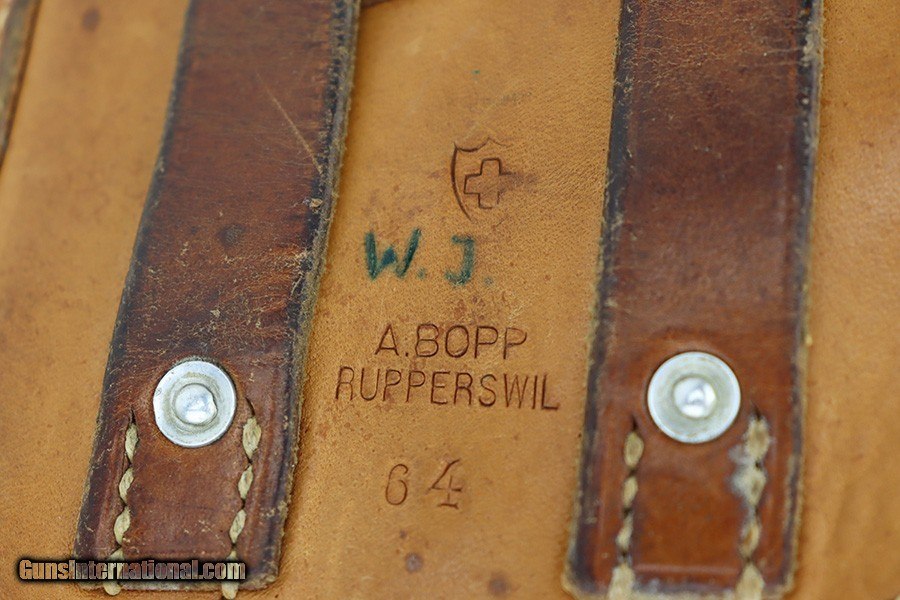 W. J.
A. BOPP
RUPPERSWIL
64
GunsInternational.com